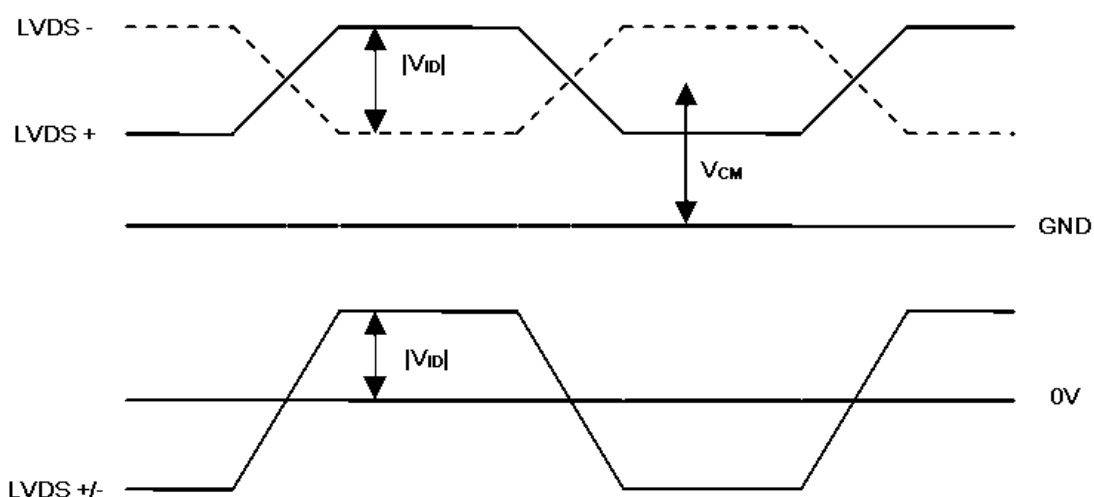 LVDS -
|VID|
LVDS +
VCM
GND
|VID|
0V
LVDS +/-